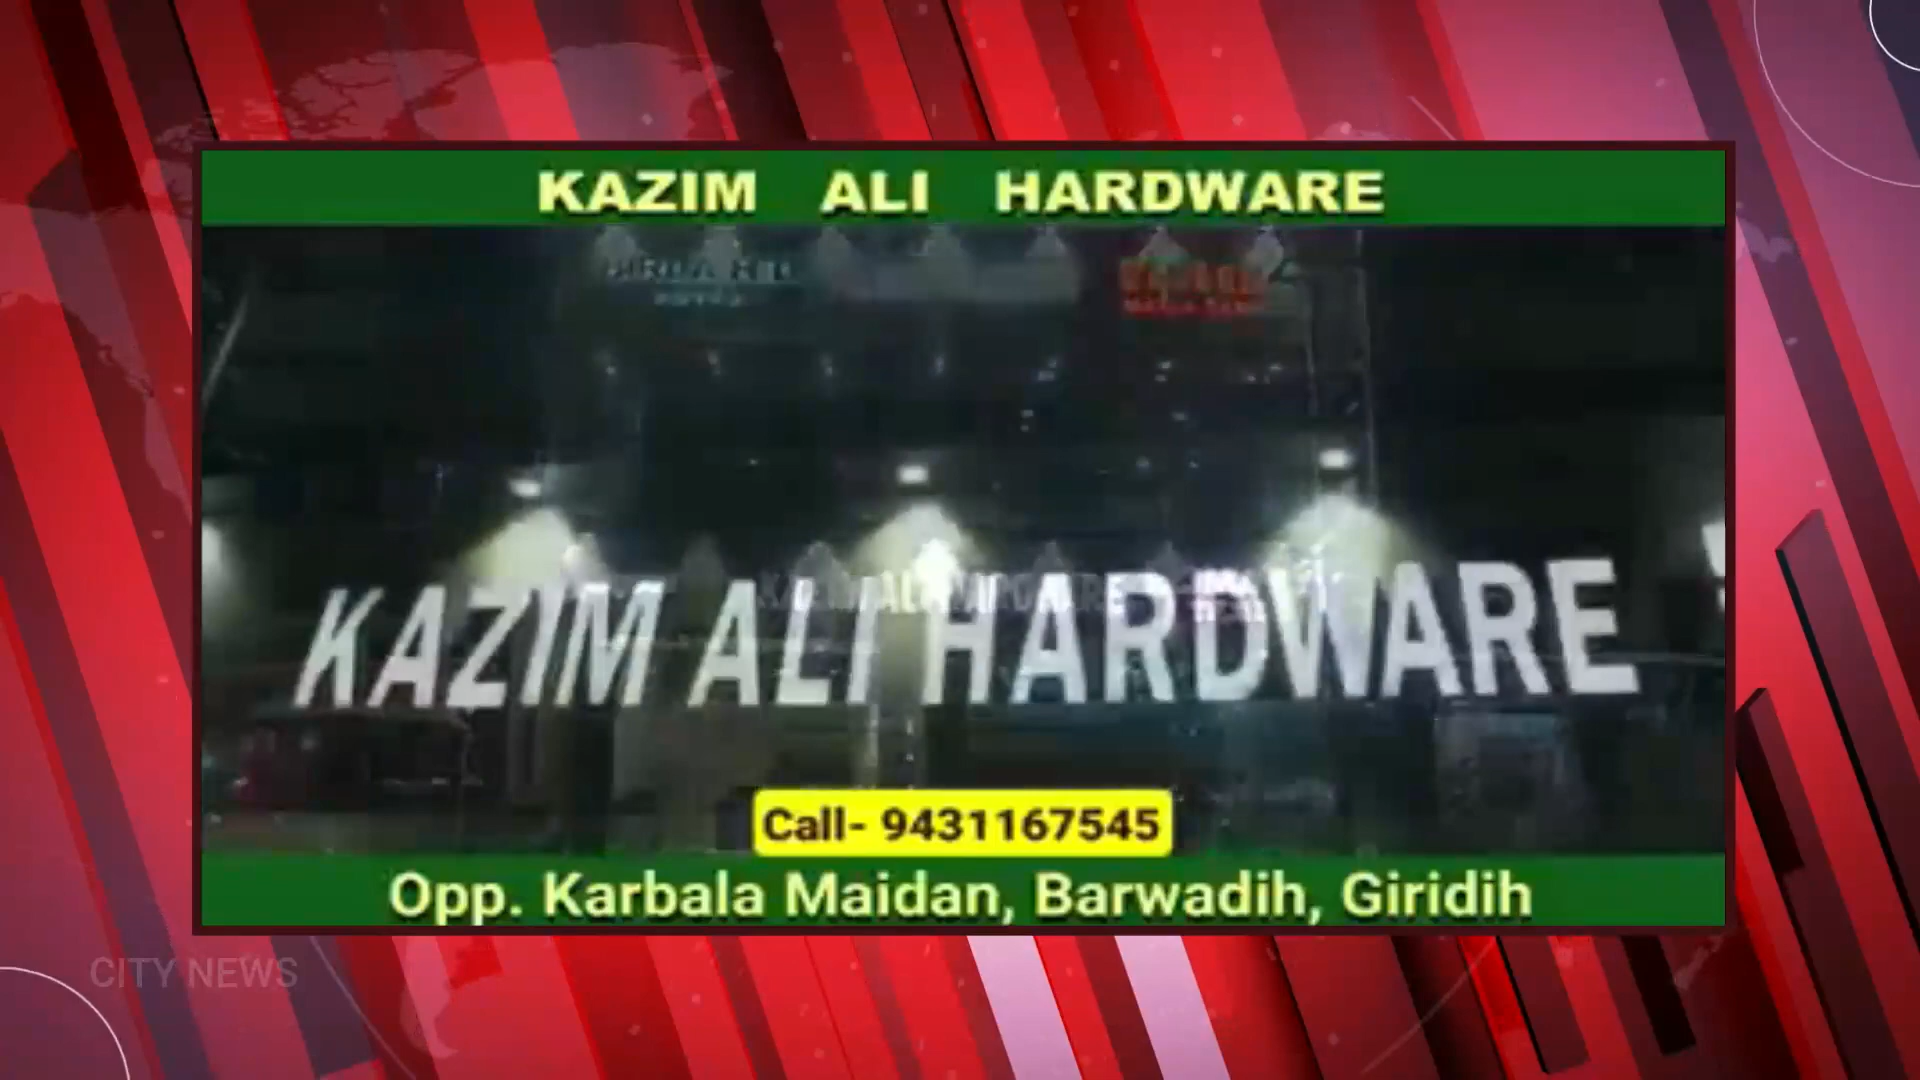 KAZIM ALI HARDWARE
KAZIM ALI HARDWARE
Call- 9431167545
Opp. Karbala Maidan, Barwadih, Giridih
CITY NEWS